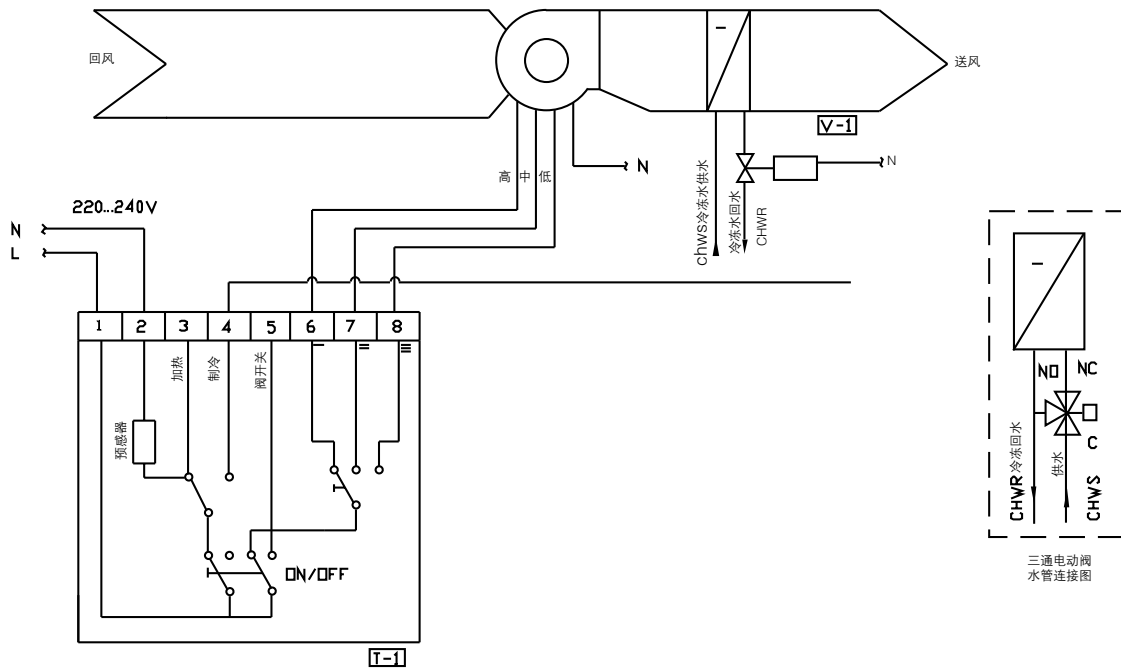 回风
送风
V-1
高 中 低
N
chws冷冻水供水
冷冻水回水
CHWR
N
220...240V
N
L
1 2 3 4 5 6 7 8
加热
制冷
阀开关
预感器
ON/OFF
T-1
NO
NC
C
CHWR冷冻回水
供水
CHWS
三通电动阀
水管连接图